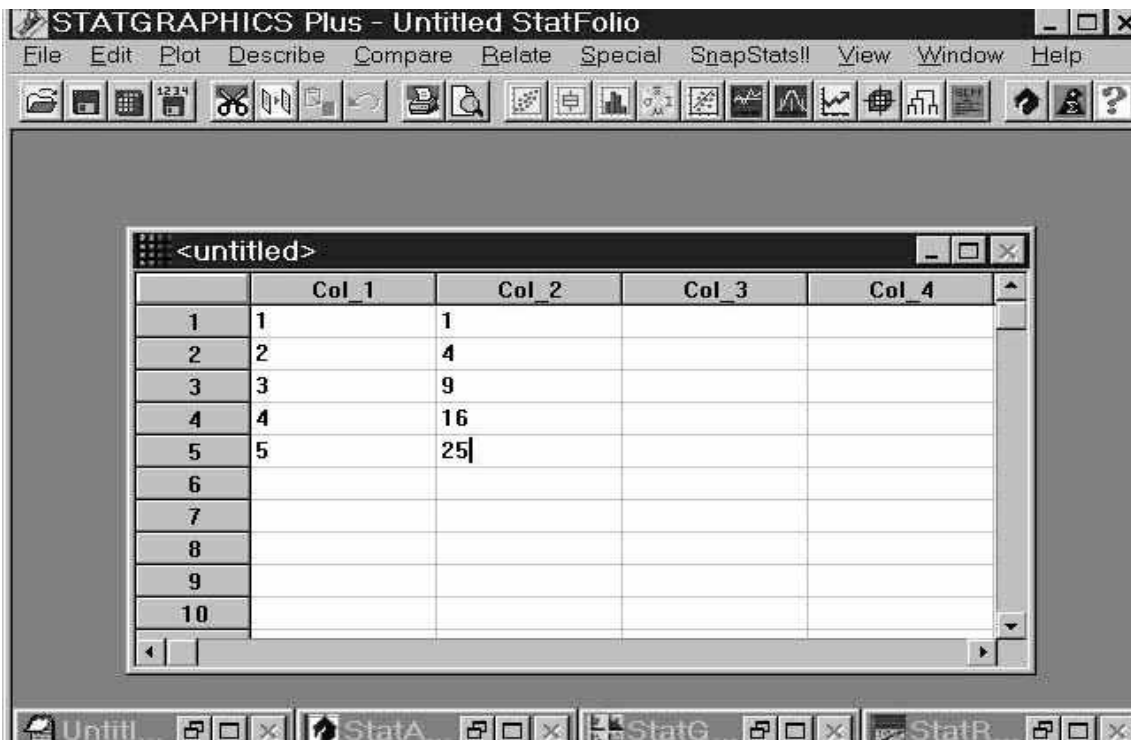 STATGRAPHICS Plus - Untitled StatFolio
File Edit Plot Describe Compare Relate Special SnapStats!! View Window Help
1234
<untitled>
Col_1 Col_2 Col_3 Col_4
1 1 1
2 2 4
3 3 9
4 4 16
5 5 25
6
7
8
9
10
Untitl... StatA... StatG... StatR...